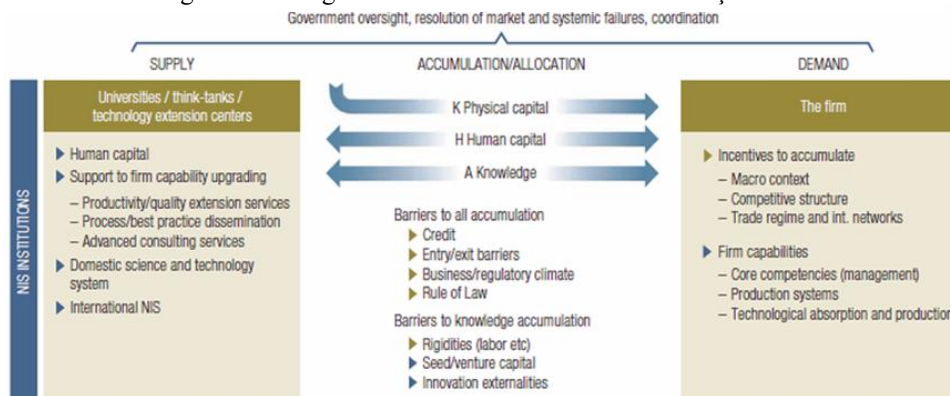 Government oversight, resolution of market and systemic failures, coordination
SUPPLY
ACCUMULATION/ALLOCATION
DEMAND
NIS INSTITUTIONS
Universities / think-tanks /
technology extension centers
Human capital
Support to firm capability upgrading
– Productivity/quality extension services
– Process/best practice dissemination
– Advanced consulting services
Domestic science and technology
system
International NIS
K Physical capital
H Human capital
A Knowledge
Barriers to all accumulation
Credit
Entry/exit barriers
Business/regulatory climate
Rule of Law
Barriers to knowledge accumulation
Rigidities (labor etc)
Seed/venture capital
Innovation externalities
The firm
Incentives to accumulate
– Macro context
– Competitive structure
– Trade regime and int. networks
Firm capabilities
– Core competencies (management)
– Production systems
– Technological absorption and production